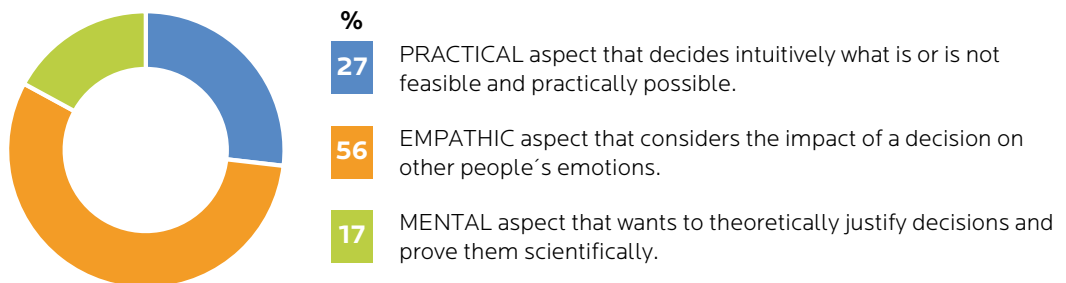 %
27
PRACTICAL aspect that decides intuitively what is or is not
feasible and practically possible.
56
EMPATHIC aspect that considers the impact of a decision on
other people´s emotions.
17
MENTAL aspect that wants to theoretically justify decisions and
prove them scientifically.